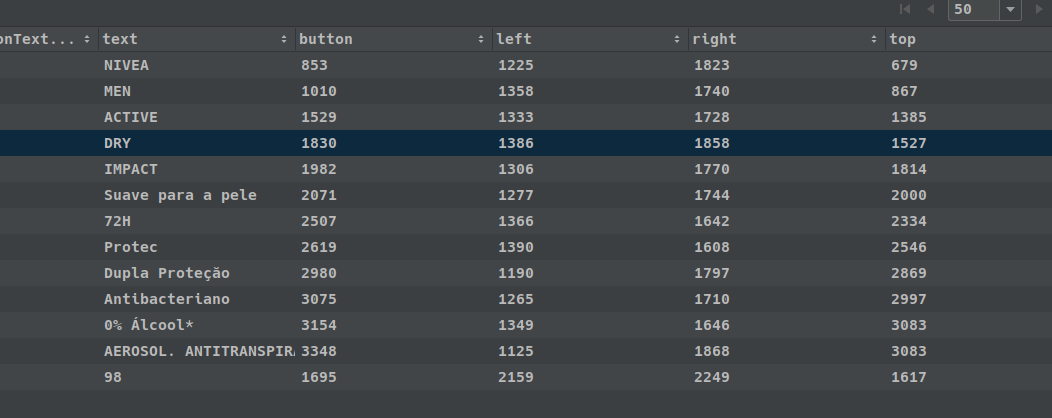 50
onText... text button left right top
NIVEA 853 1225 1823 679
MEN 1010 1358 1740 867
ACTIVE 1529 1333 1728 1385
DRY 1830 1386 1858 1527
IMPACT 1982 1306 1770 1814
Suave para a pele 2071 1277 1744 2000
72H 2507 1366 1642 2334
Protec 2619 1390 1608 2546
Dupla Proteção 2980 1190 1797 2869
Antibacteriano 3075 1265 1710 2997
0% Álcool* 3154 1349 1646 3083
AEROSOL. ANTITRANSPIRA 3348 1125 1868 3083
98 1695 2159 2249 1617